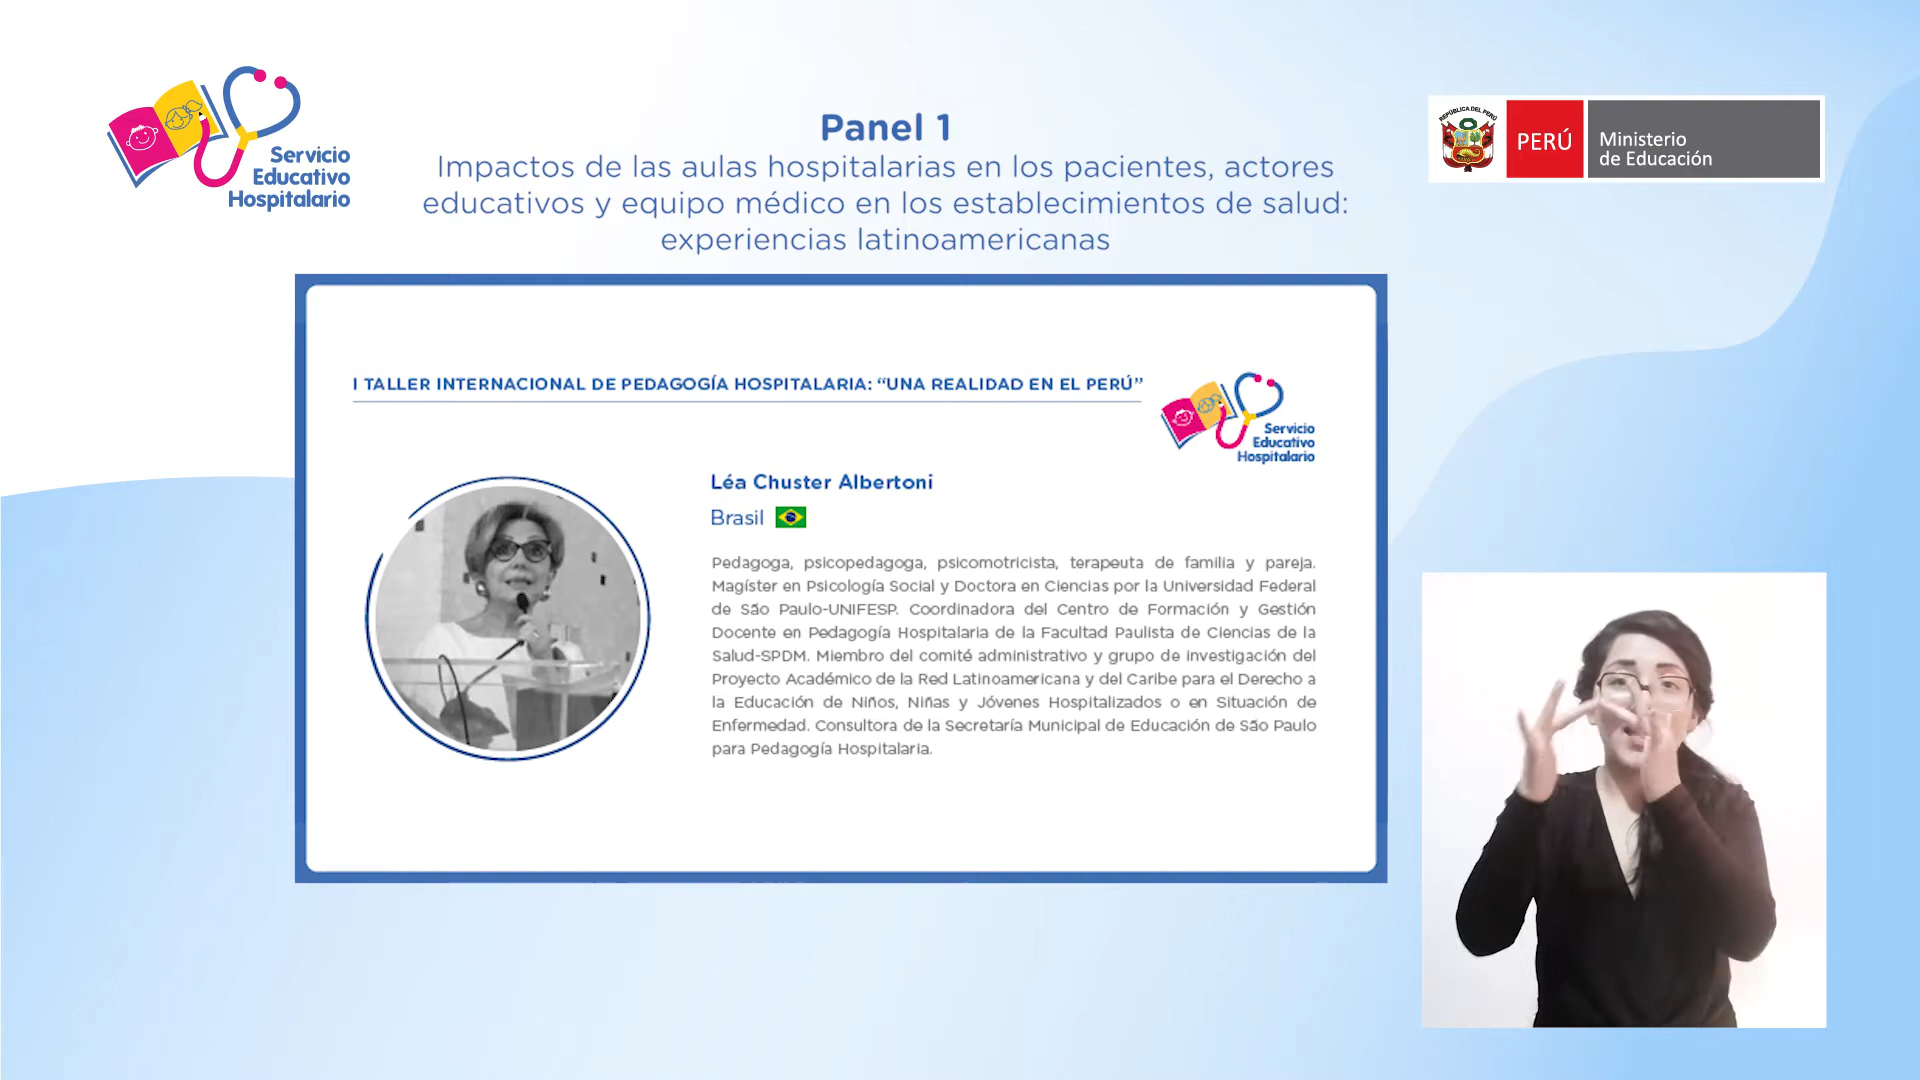 Servicio
Educativo
Hospitalario
Panel 1
Impactos de las aulas hospitalarias en los pacientes, actores
educativos y equipo médico en los establecimientos de salud:
experiencias latinoamericanas
REPÚBLICA DEL PERÚ
PERÚ
Ministerio
de Educación
I TALLER INTERNACIONAL DE PEDAGOGÍA HOSPITALARIA: “UNA REALIDAD EN EL PERÚ”
Servicio
Educativo
Hospitalario
Léa Chuster Albertoni
Brasil
Pedagoga, psicopedagoga, psicomotricista, terapeuta de familia y pareja.
Magíster en Psicología Social y Doctora en Ciencias por la Universidad Federal
de São Paulo-UNIFESP. Coordinadora del Centro de Formación y Gestión
Docente en Pedagogía Hospitalaria de la Facultad Paulista de Ciencias de la
Salud-SPDM. Miembro del comité administrativo y grupo de investigación del
Proyecto Académico de la Red Latinoamericana y del Caribe para el Derecho a
la Educación de Niños, Niñas y Jóvenes Hospitalizados o en Situación de
Enfermedad. Consultora de la Secretaría Municipal de Educación de São Paulo
para Pedagogía Hospitalaria.